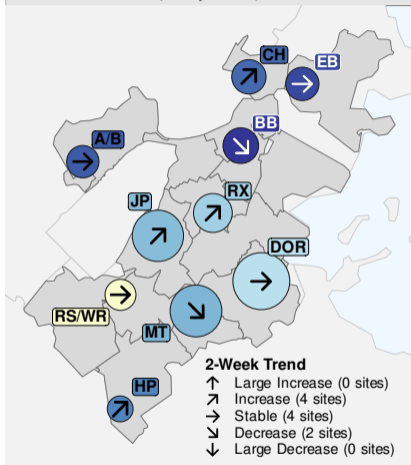 CH
EB
A/B
BB
RX
JP
DOR
RS/WR
MT
HP
2-Week Trend
↑ Large Increase (0 sites)
↗ Increase (4 sites)
→ Stable (4 sites)
↘ Decrease (2 sites)
↓ Large Decrease (0 sites)